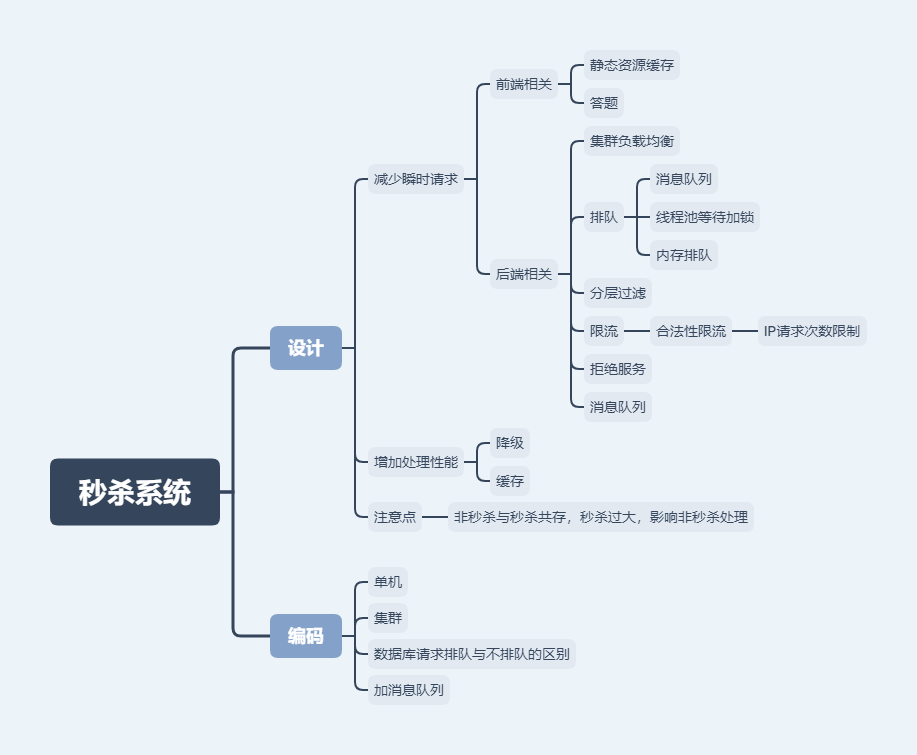 秒杀系统
设计
减少瞬时请求
前端相关
静态资源缓存
答题
后端相关
集群负载均衡
排队
消息队列
线程池等待加锁
内存排队
分层过滤
限流
合法性限流
IP请求次数限制
拒绝服务
消息队列
增加处理性能
降级
缓存
注意点
非秒杀与秒杀共存，秒杀过大，影响非秒杀处理
编码
单机
集群
数据库请求排队与不排队的区别
加消息队列